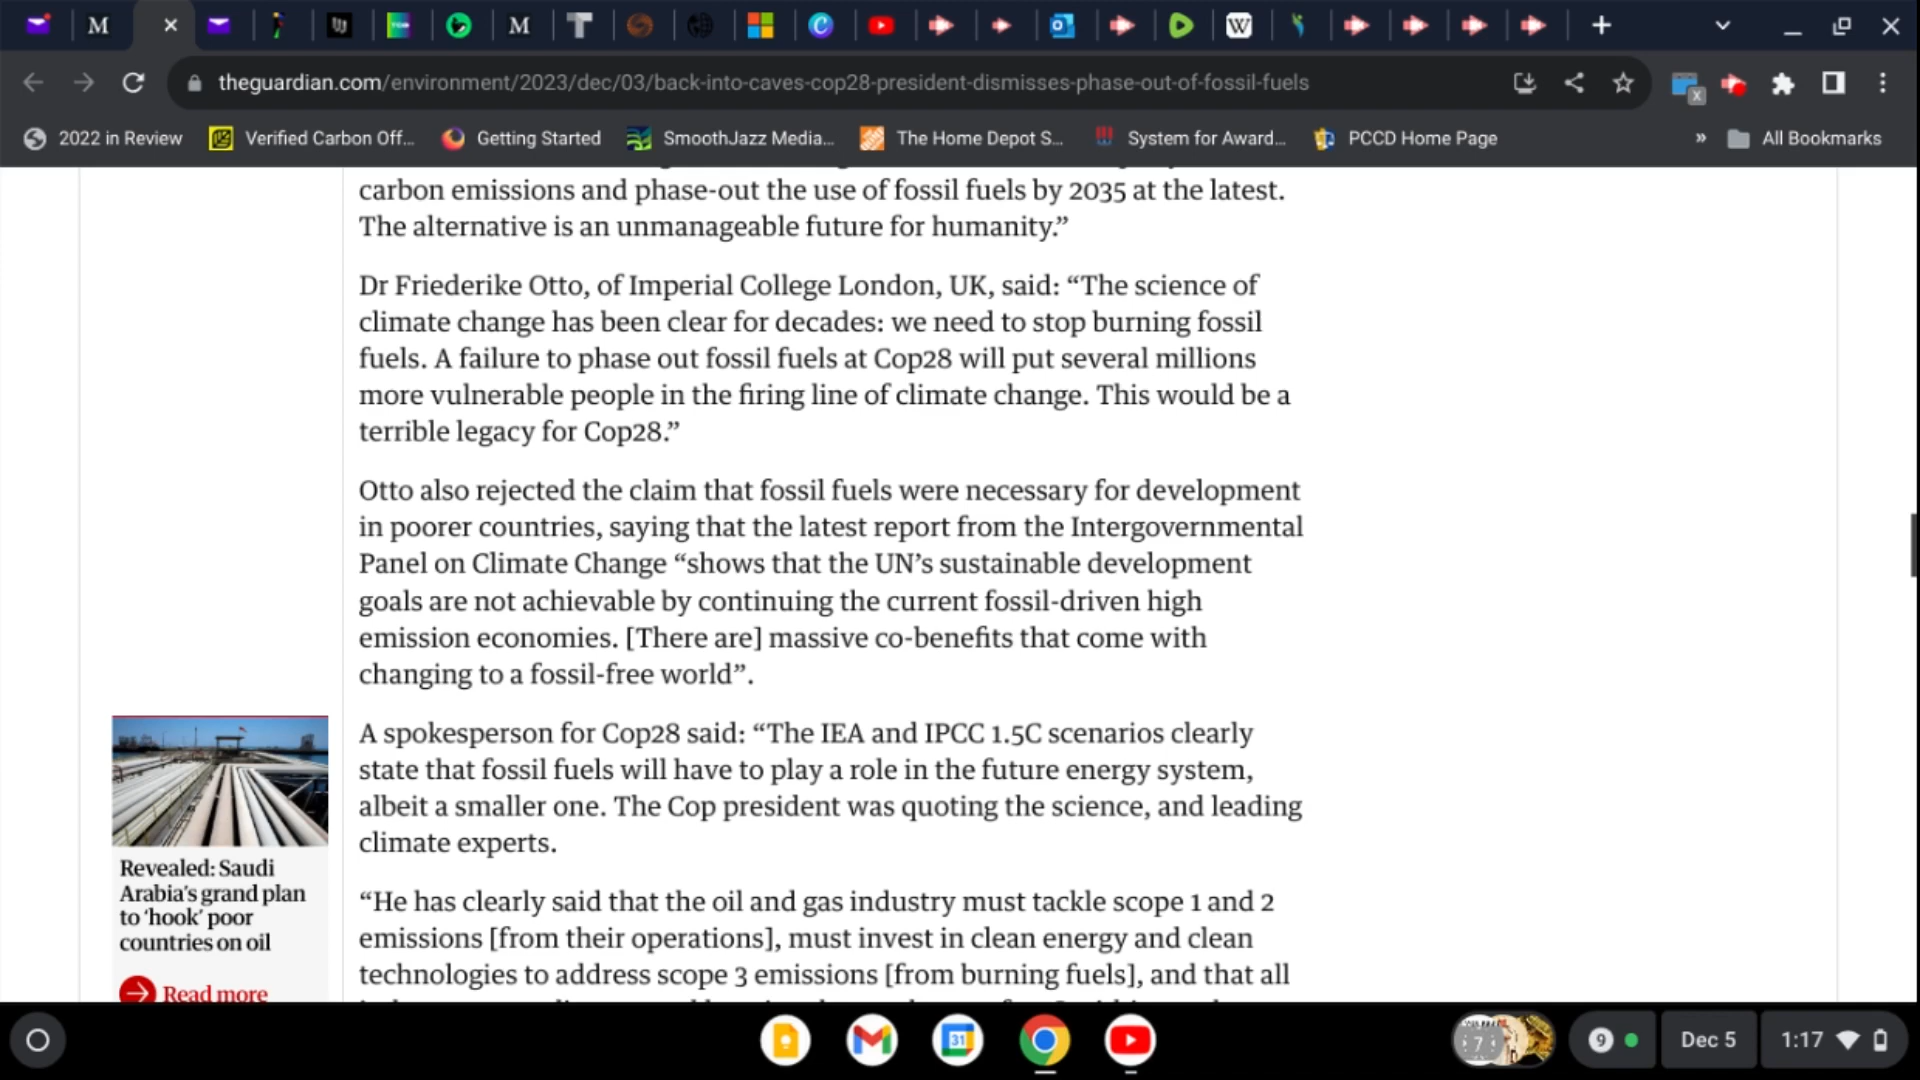 theguardian.com/environment/2023/dec/03/back-into-caves-cop28-president-dismisses-phase-out-of-fossil-fuels
2022 in Review
Verified Carbon Off...
Getting Started
SmoothJazz Media...
The Home Depot S...
System for Award...
PCCD Home Page
»
All Bookmarks
carbon emissions and phase-out the use of fossil fuels by 2035 at the latest.
The alternative is an unmanageable future for humanity.”
Dr Friederike Otto, of Imperial College London, UK, said: “The science of
climate change has been clear for decades: we need to stop burning fossil
fuels. A failure to phase out fossil fuels at Cop28 will put several millions
more vulnerable people in the firing line of climate change. This would be a
terrible legacy for Cop28.”
Otto also rejected the claim that fossil fuels were necessary for development
in poorer countries, saying that the latest report from the Intergovernmental
Panel on Climate Change “shows that the UN’s sustainable development
goals are not achievable by continuing the current fossil-driven high
emission economies. [There are] massive co-benefits that come with
changing to a fossil-free world”.
A spokesperson for Cop28 said: “The IEA and IPCC 1.5C scenarios clearly
state that fossil fuels will have to play a role in the future energy system,
albeit a smaller one. The Cop president was quoting the science, and leading
climate experts.
“He has clearly said that the oil and gas industry must tackle scope 1 and 2
emissions [from their operations], must invest in clean energy and clean
technologies to address scope 3 emissions [from burning fuels], and that all
Revealed: Saudi
Arabia’s grand plan
to ‘hook’ poor
countries on oil
Read more
31
7
9
Dec 5
1:17